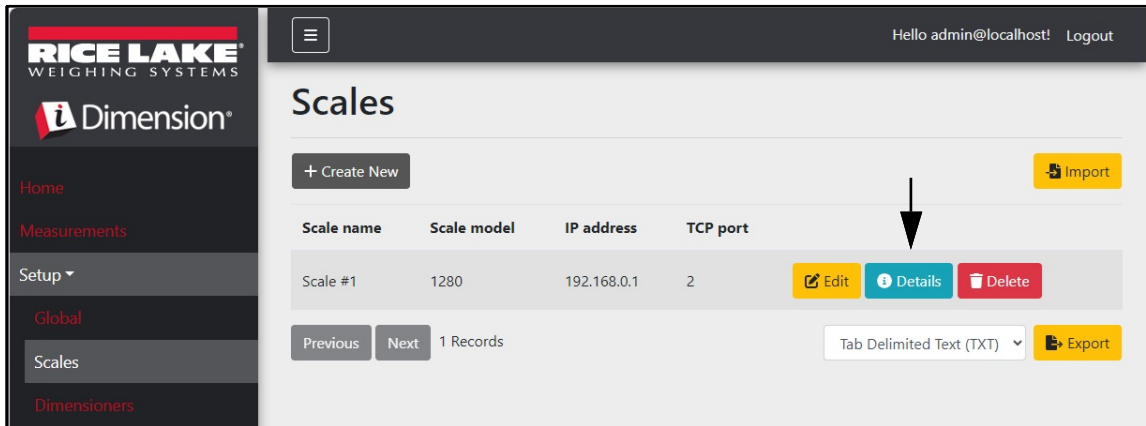 RICE LAKE®
WEIGHING SYSTEMS
i Dimension®
Home
Measurements
Setup
Global
Scales
Dimensioners
Hello admin@localhost! Logout
Scales
+ Create New
Import
Scale name Scale model IP address TCP port
Scale #1 1280 192.168.0.1 2 Edit Details Delete
Previous Next 1 Records Tab Delimited Text (TXT) Export